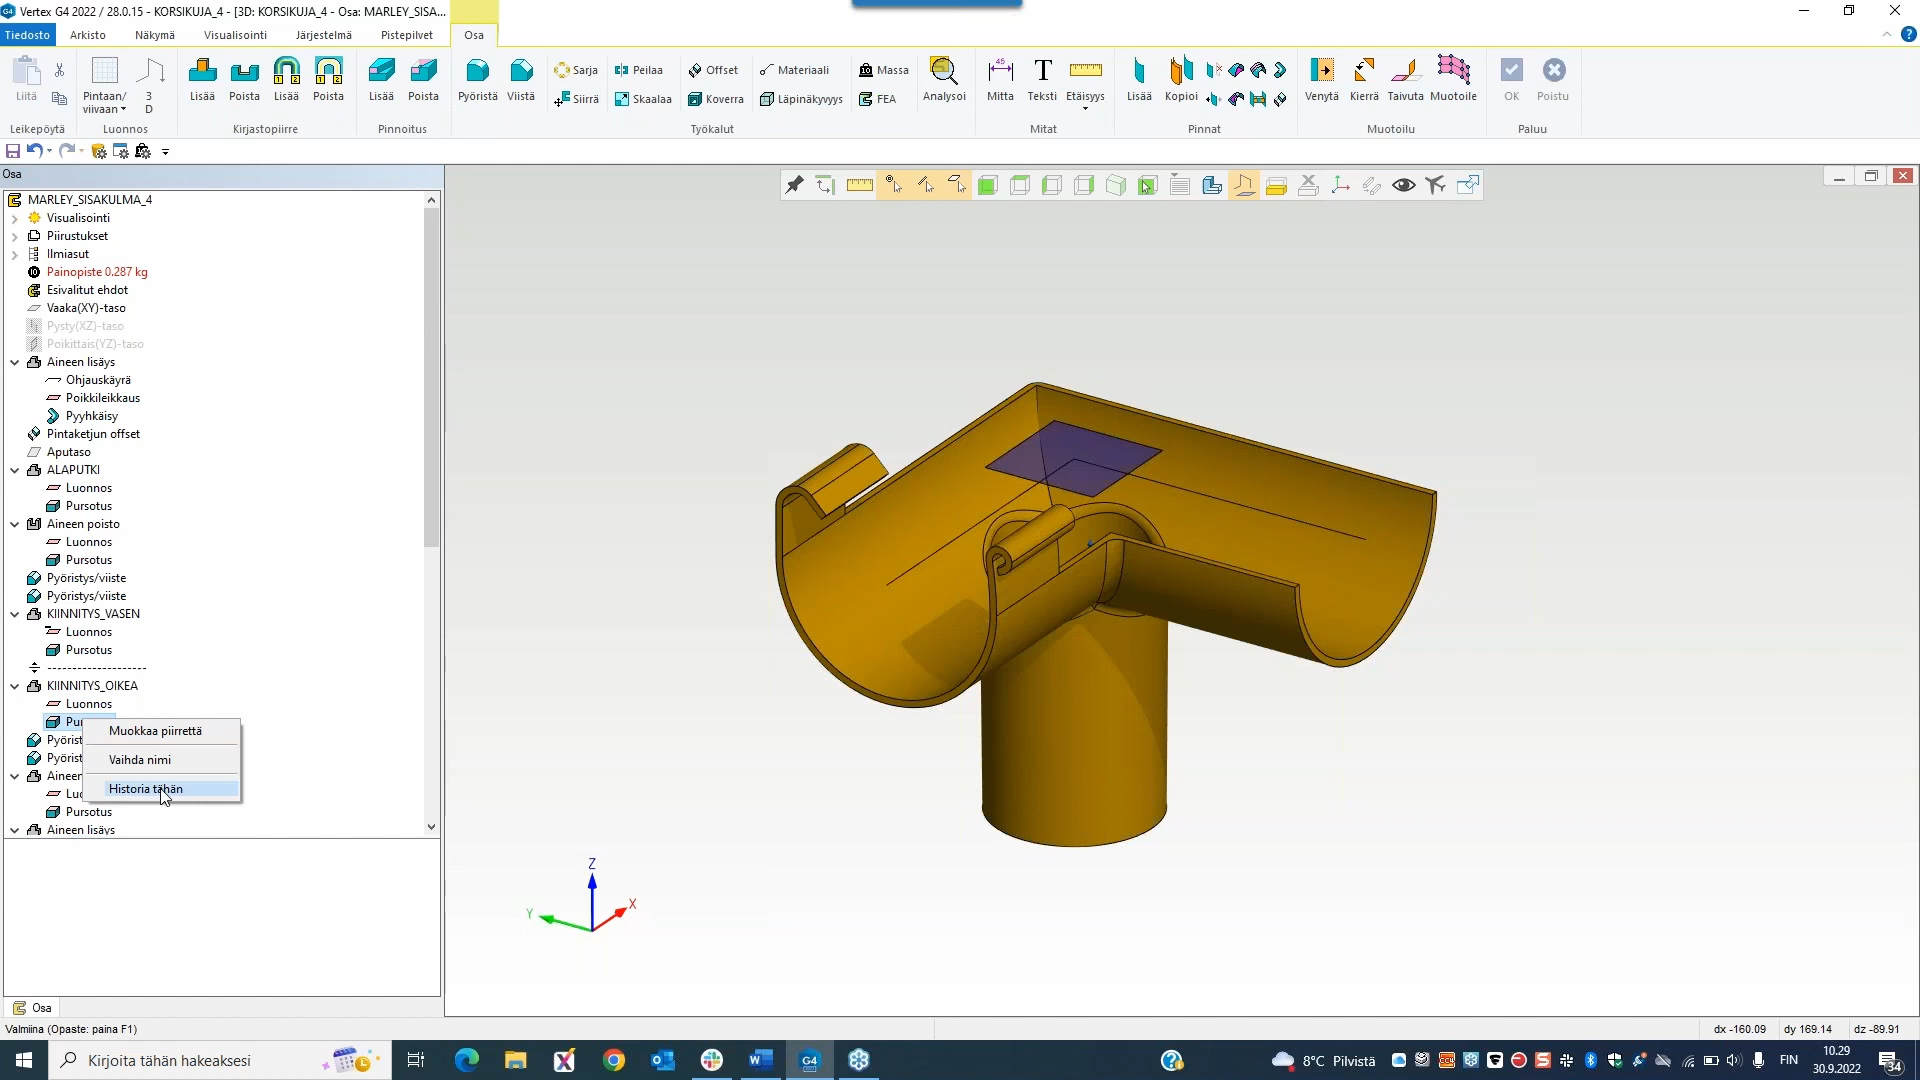 Vertex G4 2022 / 28.0.15 - KORSIKUJA_4 - [3D: KORSIKUJA_4 - Osa: MARLEY_SISA...
Tiedosto Arkisto Näkymä Visualisointi Järjestelmä Pistepilvet Osa
Liitä
Leikepöytä
Pintaan/
viivaan
3
D
Luonnos
Lisää Poista Lisää Poista
Kirjastopiirre
Lisää Poista
Pinnoitus
Pyöristä Viistä
Sarja Peilaa Offset Materiaali Massa
Siirrä Skaalaa Koverra Läpinäkyvyys FEA
Analysoi
Työkalut
45
Mitta Teksti Etäisyys
Mitat
Lisää Kopioi
Pinnat
Venytä Kierrä Taivuta Muotoile
Muotoilu
OK Poistu
Paluu
Osa
MARLEY_SISAKULMA_4
Visualisointi
Piirustukset
Ilmiasut
Painopiste 0.287 kg
Esivalitut ehdot
Vaaka(XY)-taso
Pysty(XZ)-taso
Poikittais(YZ)-taso
Aineen lisäys
Ohjauskäyrä
Poikkileikkaus
Pyyhkäisy
Pintaketjun offset
Aputaso
ALAPUTKI
Luonnos
Pursotus
Aineen poisto
Luonnos
Pursotus
Pyöristys/viiste
Pyöristys/viiste
KIINNITYS_VASEN
Luonnos
Pursotus
--------------------
KIINNITYS_OIKEA
Luonnos
Pur
Pyörist
Pyörist
Aineen
Luo
Pursotus
Aineen lisäys
Muokkaa piirrettä
Vaihda nimi
Historia tähän
Z
Y
X
Osa
Valmiina (Opaste: paina F1)
dx -160.09 dy 169.14 dz -89.91
Kirjoita tähän hakeaksesi
G4
8°C Pilvistä
FIN
10.29
30.9.2022
34